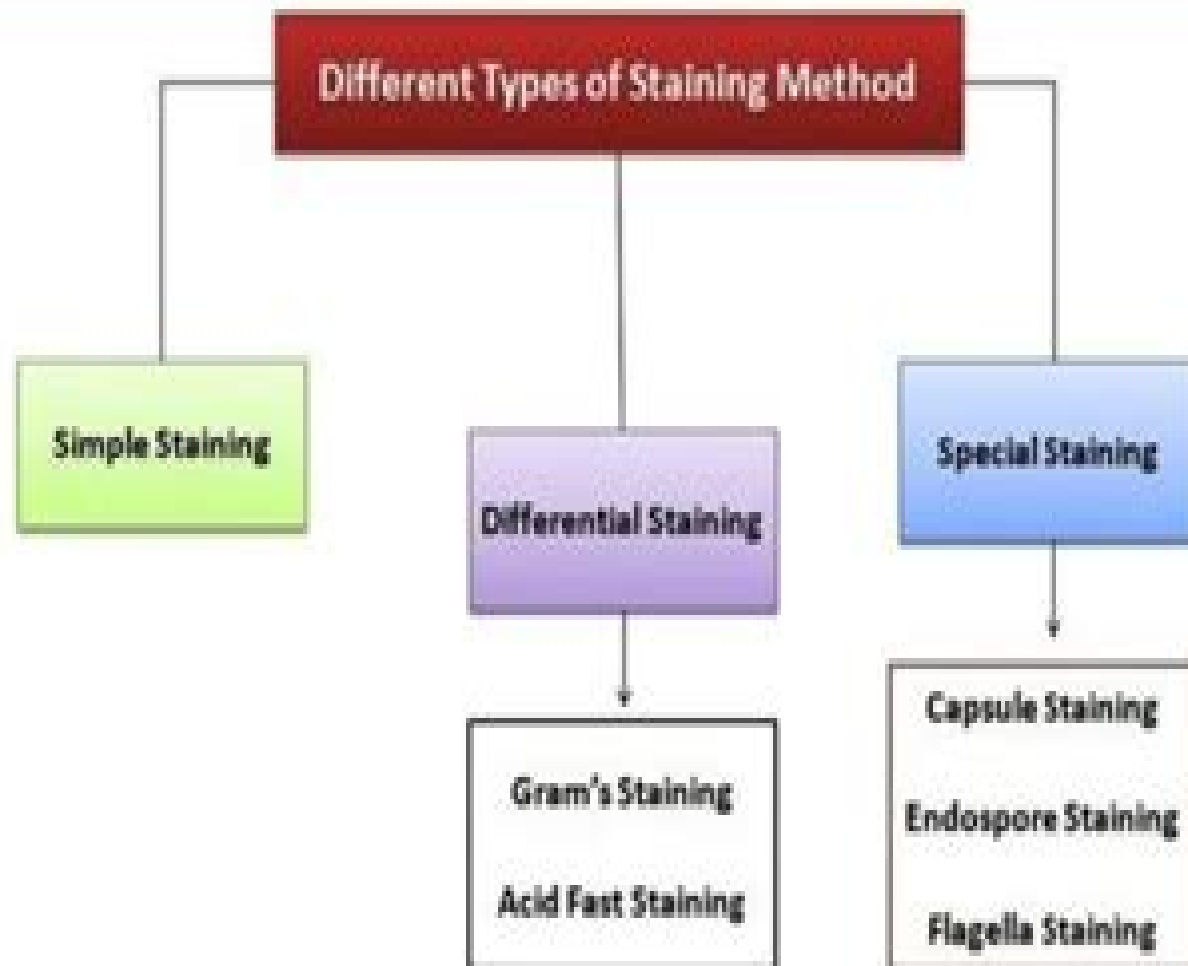 Different Types of Staining Method
Simple Staining
Differential Staining
Special Staining
Gram's Staining
Acid Fast Staining
Capsule Staining
Endospore Staining
Flagella Staining